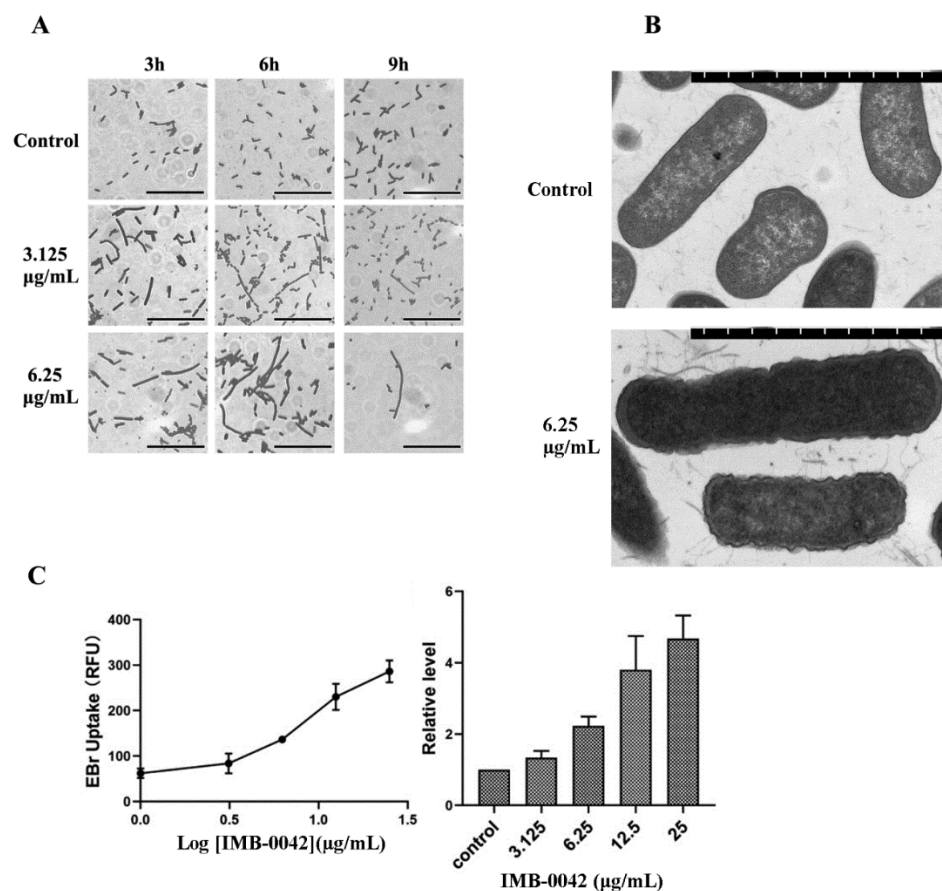 A
B
3h 6h 9h
Control
3.125
μg/mL
6.25
μg/mL
Control
6.25
μg/mL
C
EBr Uptake (RFU)
400
300
200
100
0
0.0 0.5 1.0 1.5
Log [IMB-0042](μg/mL)
Relative level
6
4
2
0
control 3.125 6.25 12.5 25
IMB-0042 (μg/mL)